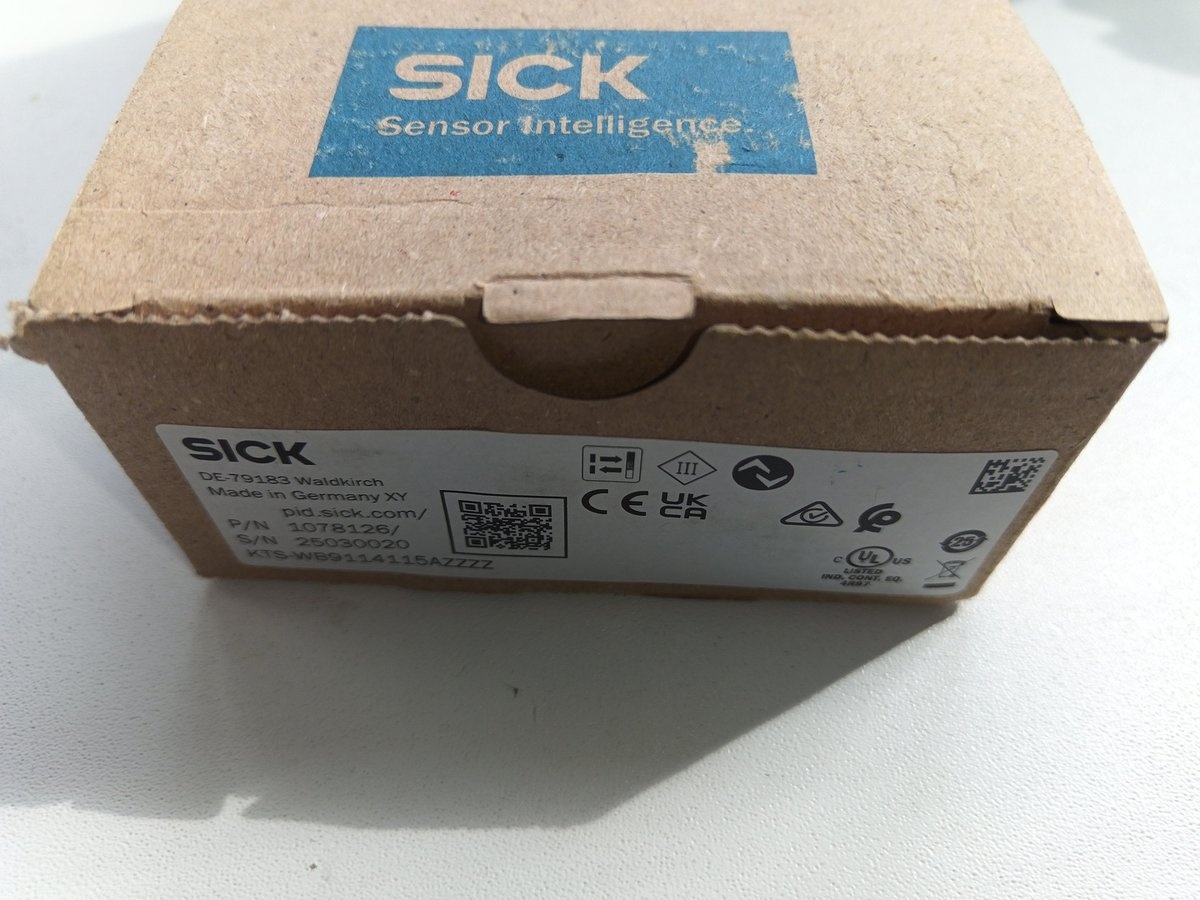 SICK
Sensor Intelligence.
SICK
DE-79183 Waldkirch
Made in Germany XY
pid.sick.com/
P/N 1078126/
S/N 25030020
KTS-WB9114115AZZZZ
III
CE
UK
CA
25
C UL US
LISTED
IND. CONT. EQ.
4R97